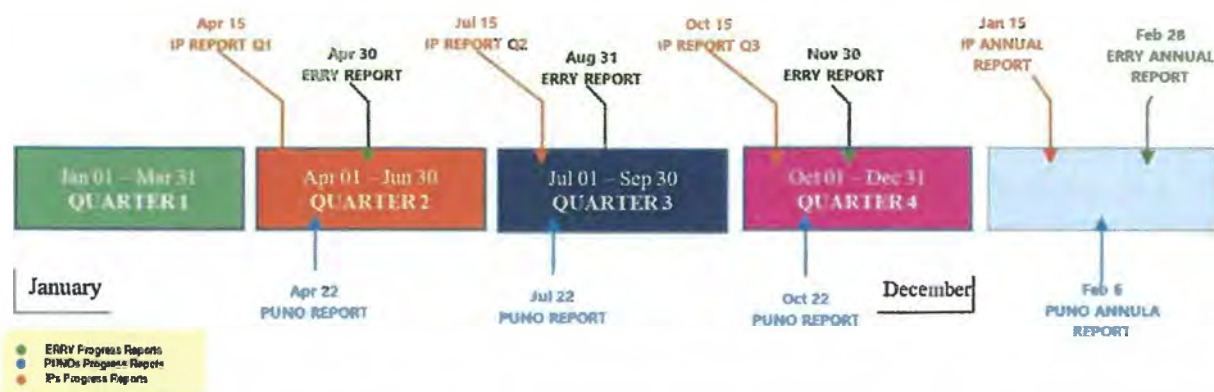 Apr 15
IP REPORT Q1
Apr 30
ERRY REPORT
Jul 15
IP REPORT Q2
Aug 31
ERRY REPORT
Oct 15
IP REPORT Q3
Nov 30
ERRY REPORT
Jan 15
IP ANNUAL
REPORT
Feb 28
ERRY ANNUAL
REPORT
Jan 01 – Mar 31
QUARTER 1
Apr 01 – Jun 30
QUARTER 2
Jul 01 – Sep 30
QUARTER 3
Oct 01 – Dec 31
QUARTER 4
January
Apr 22
PUNO REPORT
Jul 22
PUNO REPORT
Oct 22
PUNO REPORT
December
Feb 6
PUNO ANNULA
REPORT
ERRY Progress Reports
PUNOs Progress Reports
IPs Progress Reports